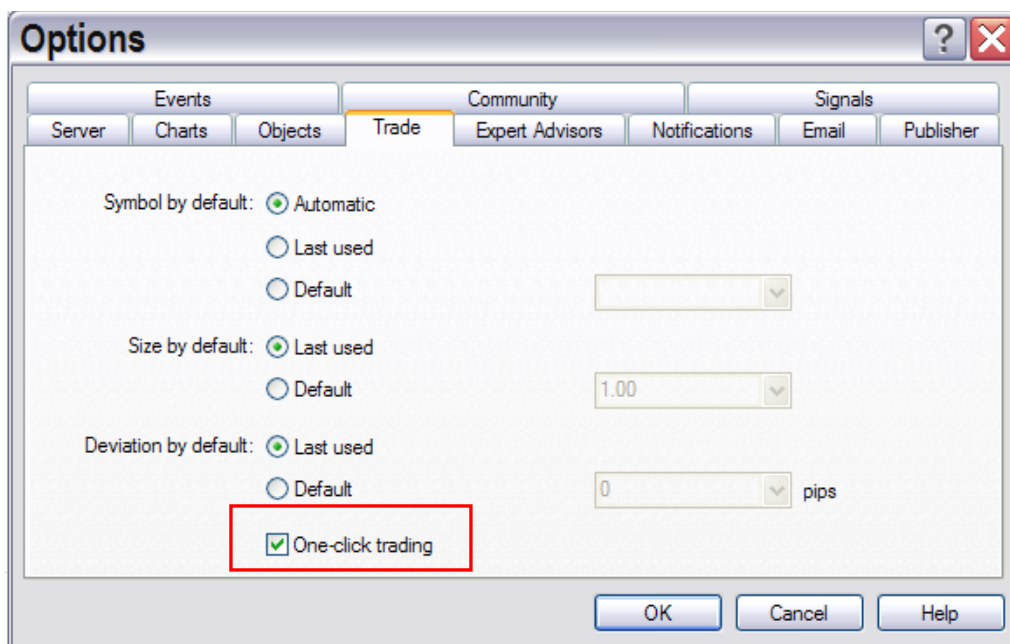 Options
Events Community Signals
Server Charts Objects Trade Expert Advisors Notifications Email Publisher
Symbol by default: Automatic
Last used
Default
Size by default: Last used
Default 1.00
Deviation by default: Last used
Default 0 pips
One-click trading
OK Cancel Help